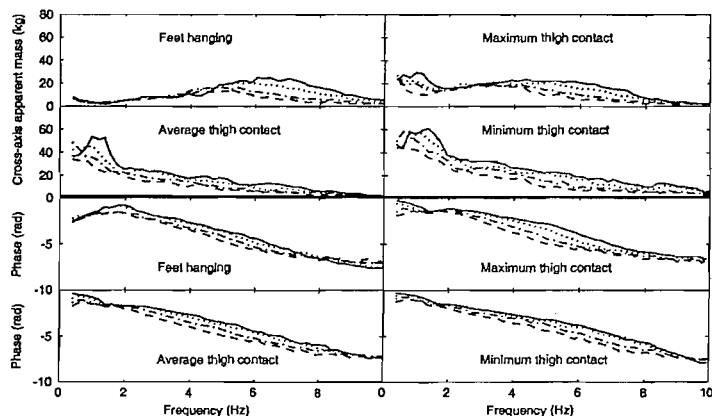 Cross-axis apparent mass (kg)
80
60
40
20
0
Feet hanging
Maximum thigh contact
60
40
20
0
Average thigh contact
Minimum thigh contact
Phase (rad)
-5
-10
Feet hanging
Maximum thigh contact
Phase (rad)
-5
-10
Average thigh contact
Minimum thigh contact
0 2 4 6 8 0 2 4 6 8 10
Frequency (Hz) Frequency (Hz)